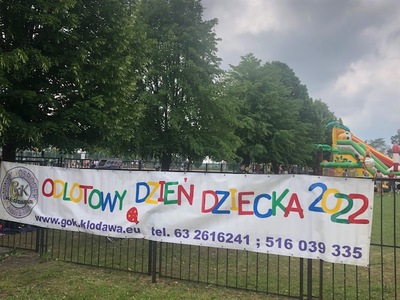 ODLOTOWY DZIEŃ DZIECKA 2022
www.gok.klodawa.eu tel. 63 2616241 ; 516 039 335